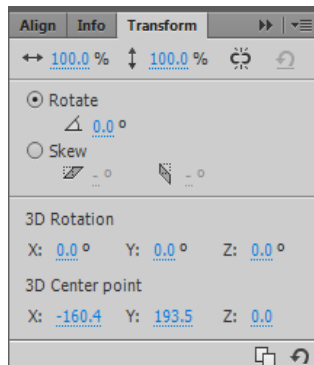 Align Info Transform
100.0 % 100.0 %
Rotate
0.0 °
Skew
- ° - °
3D Rotation
X: 0.0 ° Y: 0.0 ° Z: 0.0 °
3D Center point
X: -160.4 Y: 193.5 Z: 0.0